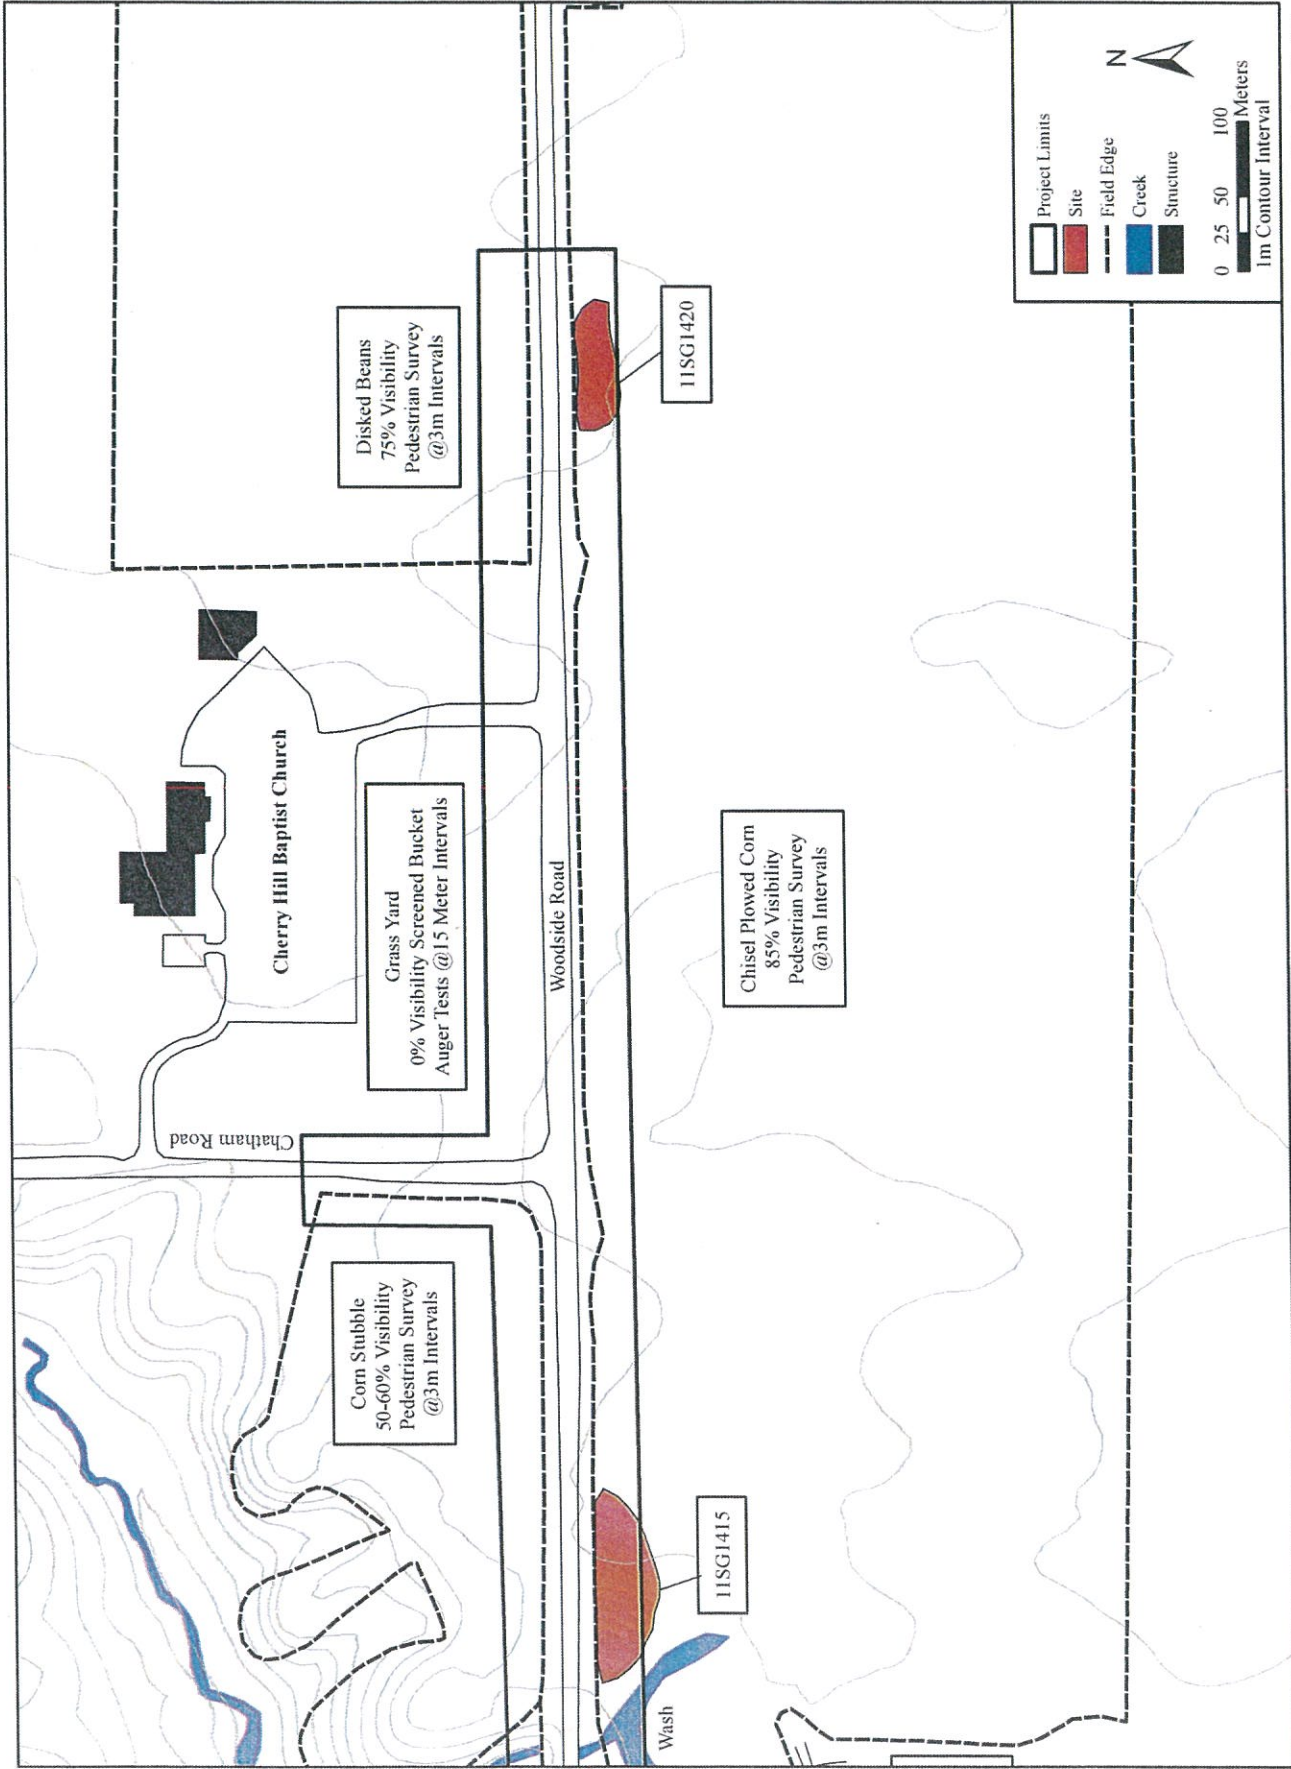 Disked Beans
75% Visibility
Pedestrian Survey
@3m Intervals
11SG1420
Cherry Hill Baptist Church
Grass Yard
0% Visibility Screened Bucket
Auger Tests @15 Meter Intervals
Woodside Road
Chatham Road
Chisel Plowed Corn
85% Visibility
Pedestrian Survey
@3m Intervals
Corn Stubble
50-60% Visibility
Pedestrian Survey
@3m Intervals
11SG1415
Wash
Project Limits
Site
Field Edge
Creek
Structure
N
0 25 50 100
Meters
1m Contour Interval